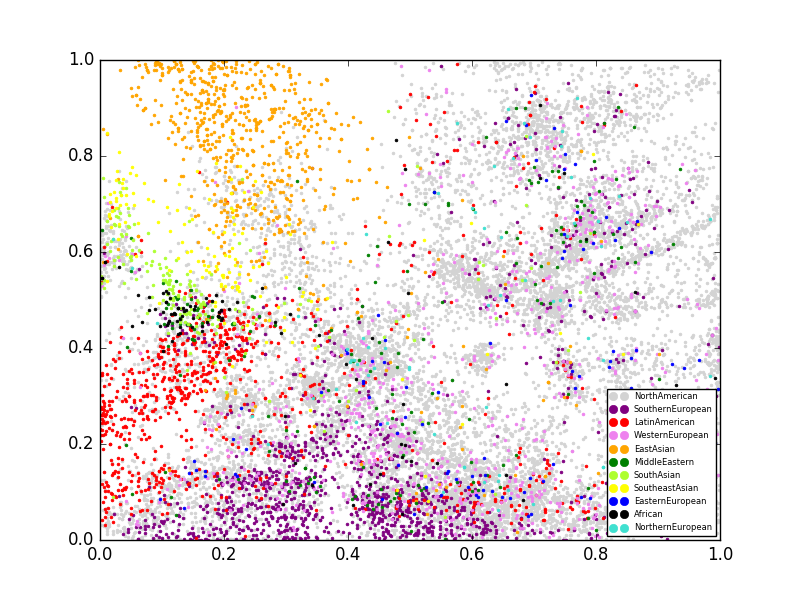 1.0
0.8
0.6
0.4
0.2
0.0
0.0 0.2 0.4 0.6 0.8 1.0
NorthAmerican
SouthernEuropean
LatinAmerican
WesternEuropean
EastAsian
MiddleEastern
SouthAsian
SoutheastAsian
EasternEuropean
African
NorthernEuropean